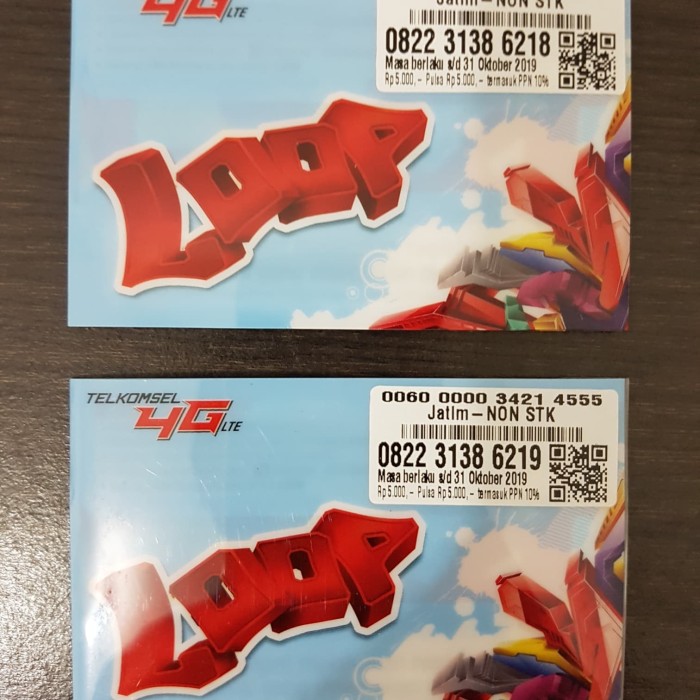 4G LTE
Jatim-NON STK
0822 3138 6218
Masa berlaku s/d 31 Oktober 2019
Rp 5.000,- Pulsa Rp 5.000,- termasuk PPN 10%
LOOP
TELKOMSEL
4G LTE
0060 0000 3421 4555
Jatim-NON STK
0822 3138 6219
Masa berlaku s/d 31 Oktober 2019
Rp 5.000,- Pulsa Rp 5.000,- termasuk PPN 10%
LOOP